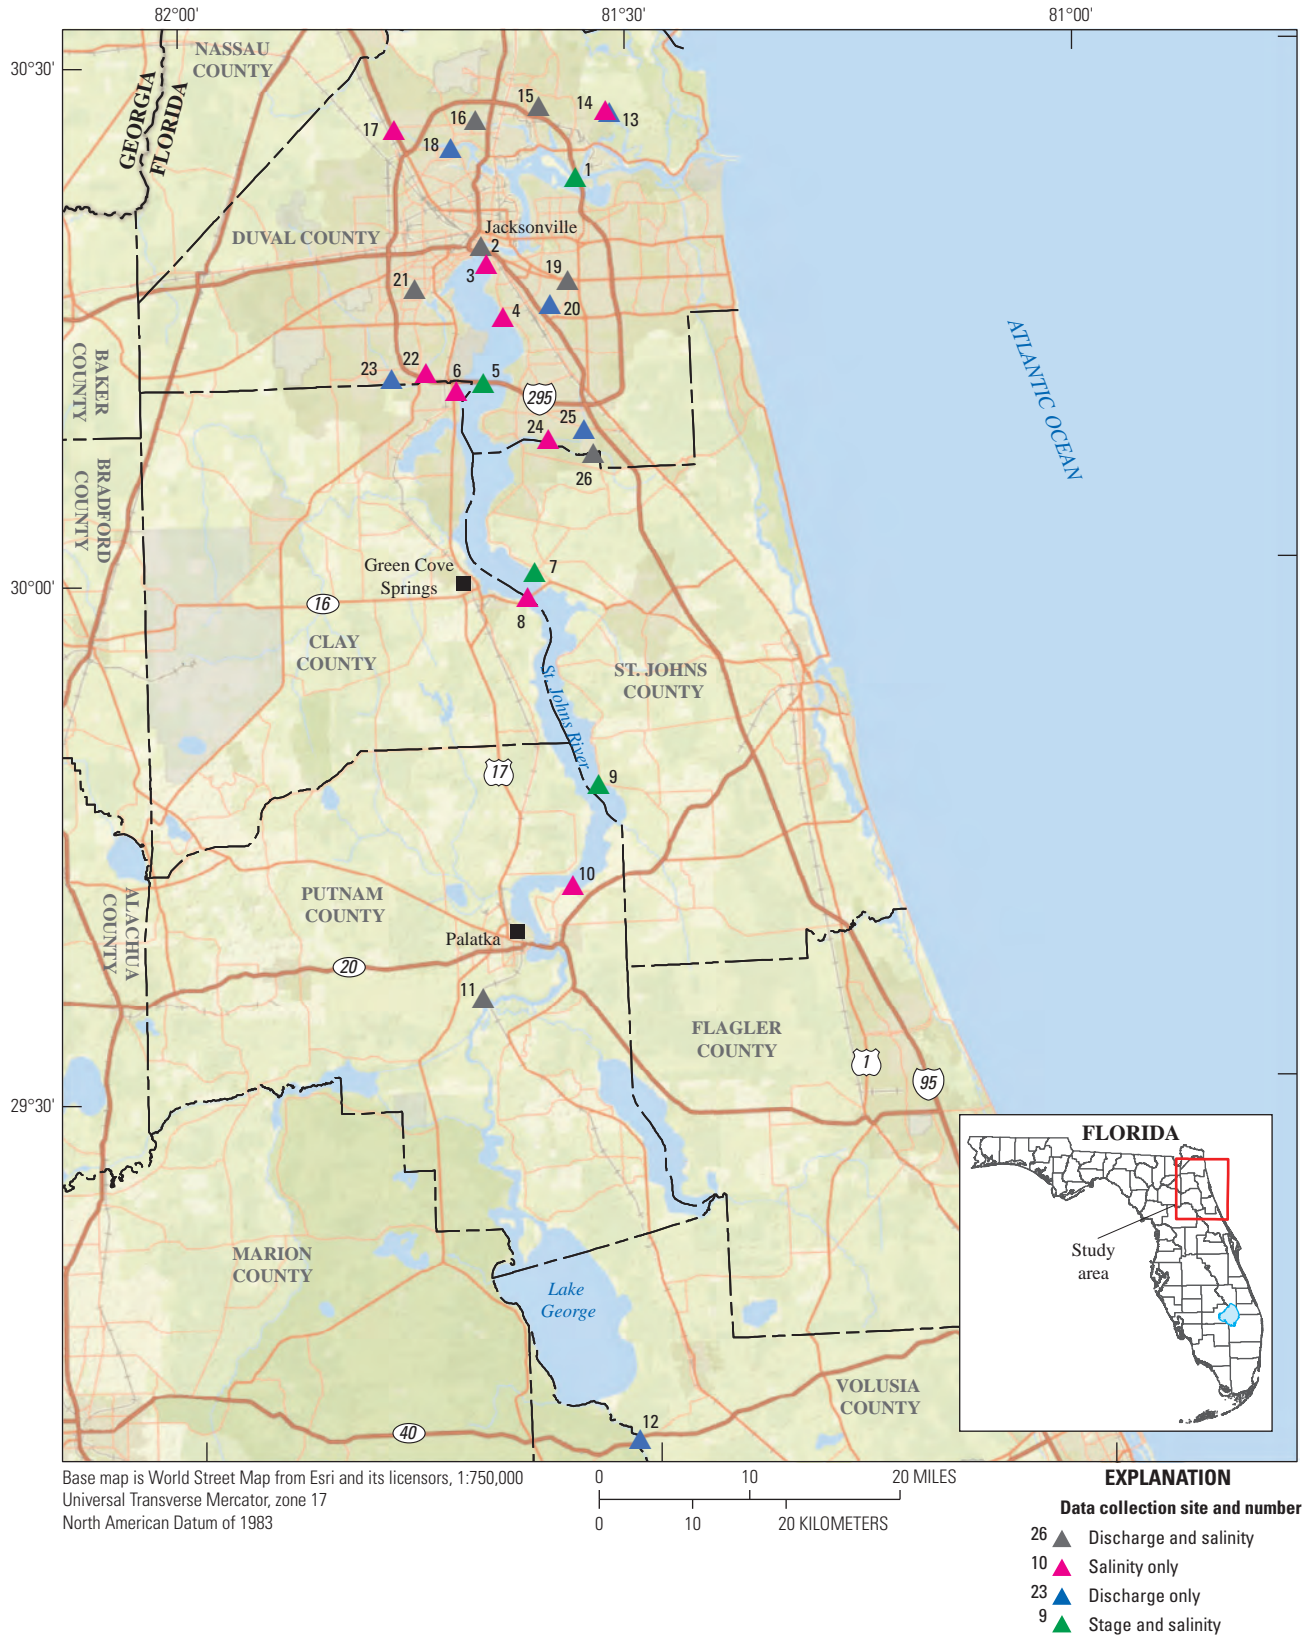 82°00'
81°30'
81°00'
30°30'
30°00'
29°30'
NASSAU
COUNTY
GEORGIA
FLORIDA
15
14
13
16
17
18
1
DUVAL COUNTY
Jacksonville
2
3
19
21
20
4
BAKER
COUNTY
22
23
6
5
295
25
24
26
BRADFORD
COUNTY
ATLANTIC OCEAN
Green Cove
Springs
7
8
16
CLAY
COUNTY
ST. JOHNS
COUNTY
St. Johns River
17
9
10
PUTNAM
COUNTY
ALACHUA
COUNTY
Palatka
20
11
FLAGLER
COUNTY
1
95
MARION
COUNTY
Lake
George
VOLUSIA
COUNTY
12
40
FLORIDA
Study
area
Base map is World Street Map from Esri and its licensors, 1:750,000
Universal Transverse Mercator, zone 17
North American Datum of 1983
0 10 20 MILES
0 10 20 KILOMETERS
EXPLANATION
Data collection site and number
26 Discharge and salinity
10 Salinity only
23 Discharge only
9 Stage and salinity